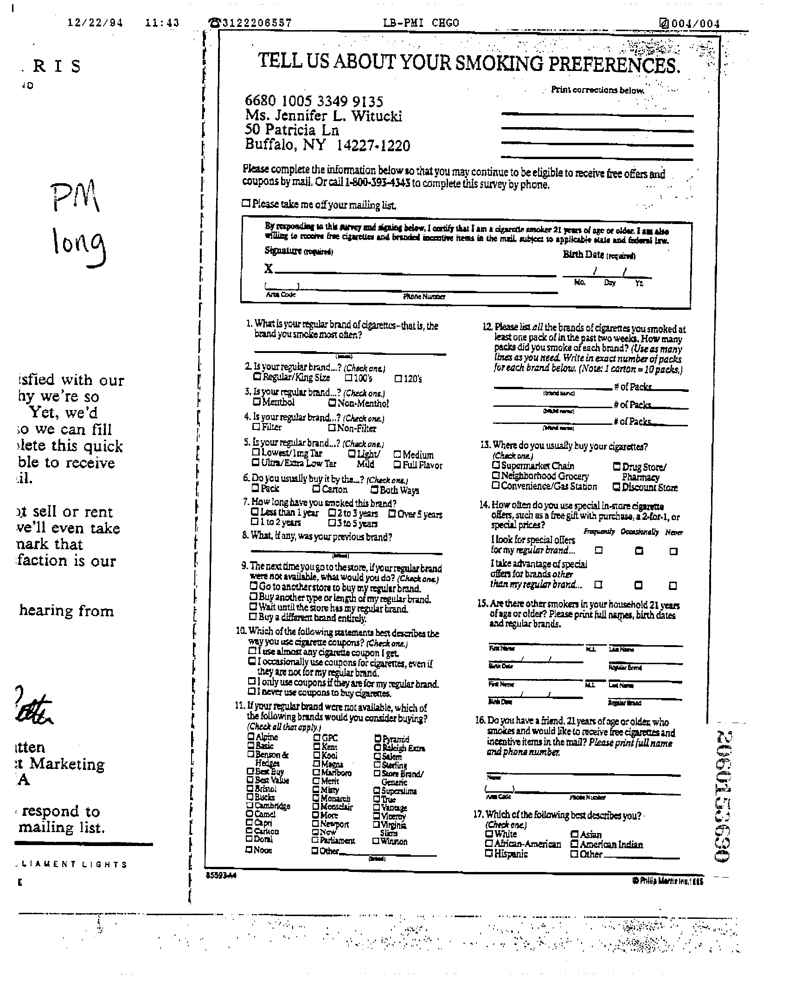 12/22/94 11:43 ☎3122206557 LB-PMI CHGO 004/004
. R I S
PM
long
isfied with our
hy we're so
Yet, we'd
so we can fill
plete this quick
ble to receive
ail.
ot sell or rent
we'll even take
mark that
faction is our
hearing from
atten
ct Marketing
A
respond to
mailing list.
LIAMENT LIGHTS
TELL US ABOUT YOUR SMOKING PREFERENCES.
Print corrections below.
6680 1005 3349 9135
Ms. Jennifer L. Witucki
50 Patricia Ln
Buffalo, NY 14227-1220
Please complete the information below so that you may continue to be eligible to receive free offers and
coupons by mail. Or call 1-800-393-4343 to complete this survey by phone.
☐ Please take me off your mailing list.
By responding to this survey and signing below, I certify that I am a cigarette smoker 21 years of age or older. I am also
willing to receive free cigarettes and branded incentive items in the mail, subject to applicable state and federal law.
Signature (required) Birth Date (required)
X / /
Mo. Day Yr.
( )
Area Code Phone Number
1. What is your regular brand of cigarettes–that is, the
brand you smoke most often?
(Brand)
2. Is your regular brand...? (Check one.)
☐ Regular/King Size ☐ 100's ☐ 120's
3. Is your regular brand...? (Check one.)
☐ Menthol ☐ Non-Menthol
4. Is your regular brand...? (Check one.)
☐ Filter ☐ Non-Filter
5. Is your regular brand...? (Check one.)
☐ Lowest/1mg Tar ☐ Light/ ☐ Medium
☐ Ultra/Extra Low Tar Mild ☐ Full Flavor
6. Do you usually buy it by the...? (Check one.)
☐ Pack ☐ Carton ☐ Both Ways
7. How long have you smoked this brand?
☐ Less than 1 year ☐ 2 to 3 years ☐ Over 5 years
☐ 1 to 2 years ☐ 3 to 5 years
8. What, if any, was your previous brand?
(Brand)
9. The next time you go to the store, if your regular brand
were not available, what would you do? (Check one.)
☐ Go to another store to buy my regular brand.
☐ Buy another type or length of my regular brand.
☐ Wait until the store has my regular brand.
☐ Buy a different brand entirely.
10. Which of the following statements best describes the
way you use cigarette coupons? (Check one.)
☐ I use almost any cigarette coupon I get.
☐ I occasionally use coupons for cigarettes, even if
they are not for my regular brand.
☐ I only use coupons if they are for my regular brand.
☐ I never use coupons to buy cigarettes.
11. If your regular brand were not available, which of
the following brands would you consider buying?
(Check all that apply.)
☐ Alpine ☐ GPC ☐ Pyramid
☐ Basic ☐ Kent ☐ Raleigh Extra
☐ Benson & ☐ Kool ☐ Salem
Hedges ☐ Magna ☐ Sterling
☐ Best Buy ☐ Marlboro ☐ Store Brand/
☐ Best Value ☐ Merit Generic
☐ Bristol ☐ Misty ☐ Superslims
☐ Bucks ☐ Monarch ☐ True
☐ Cambridge ☐ Montclair ☐ Vantage
☐ Camel ☐ More ☐ Viceroy
☐ Capri ☐ Newport ☐ Virginia
☐ Carlton ☐ Now Slims
☐ Doral ☐ Parliament ☐ Winston
☐ None ☐ Other
(Brand)
12. Please list all the brands of cigarettes you smoked at
least one pack of in the past two weeks. How many
packs did you smoke of each brand? (Use as many
lines as you need. Write in exact number of packs
for each brand below. (Note: 1 carton = 10 packs.)
# of Packs
(Brand name)
# of Packs
(Brand name)
# of Packs
(Brand name)
13. Where do you usually buy your cigarettes?
(Check one.)
☐ Supermarket Chain ☐ Drug Store/
☐ Neighborhood Grocery Pharmacy
☐ Convenience/Gas Station ☐ Discount Store
14. How often do you use special in-store cigarette
offers, such as a free gift with purchase, a 2-for-1, or
special prices?
Frequently Occasionally Never
I look for special offers
for my regular brand... ☐ ☐ ☐
I take advantage of special
offers for brands other
than my regular brand... ☐ ☐ ☐
15. Are there other smokers in your household 21 years
of age or older? Please print full names, birth dates
and regular brands.
First Name M.I. Last Name
/ /
Birth Date Regular Brand
First Name M.I. Last Name
/ /
Birth Date Regular Brand
16. Do you have a friend, 21 years of age or older, who
smokes and would like to receive free cigarettes and
incentive items in the mail? Please print full name
and phone number.
Name
( )
Area Code Phone Number
17. Which of the following best describes you?
(Check one.)
☐ White ☐ Asian
☐ African-American ☐ American Indian
☐ Hispanic ☐ Other
85593-A4
© Philip Morris Inc.
2060153690